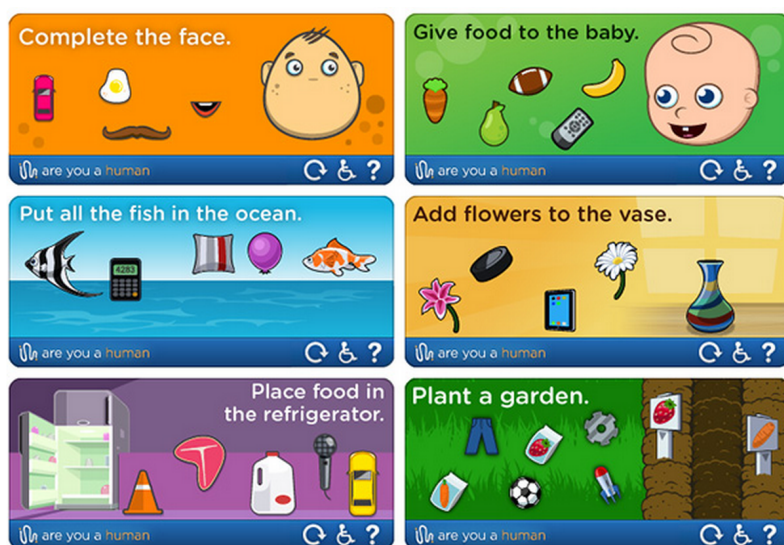 Complete the face.
are you a human
?
Give food to the baby.
are you a human
?
Put all the fish in the ocean.
4283
are you a human
?
Add flowers to the vase.
are you a human
?
Place food in
the refrigerator.
are you a human
?
Plant a garden.
are you a human
?